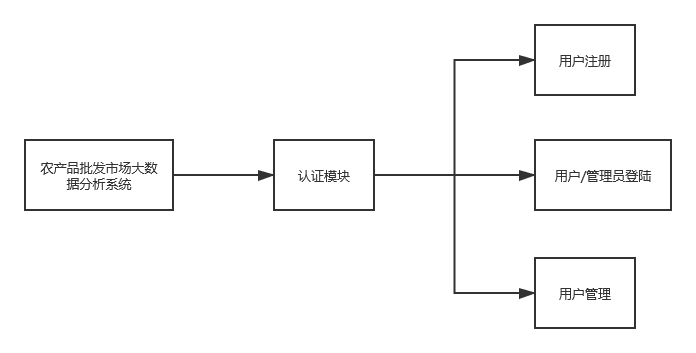 农产品批发市场大数
据分析系统
认证模块
用户注册
用户/管理员登陆
用户管理